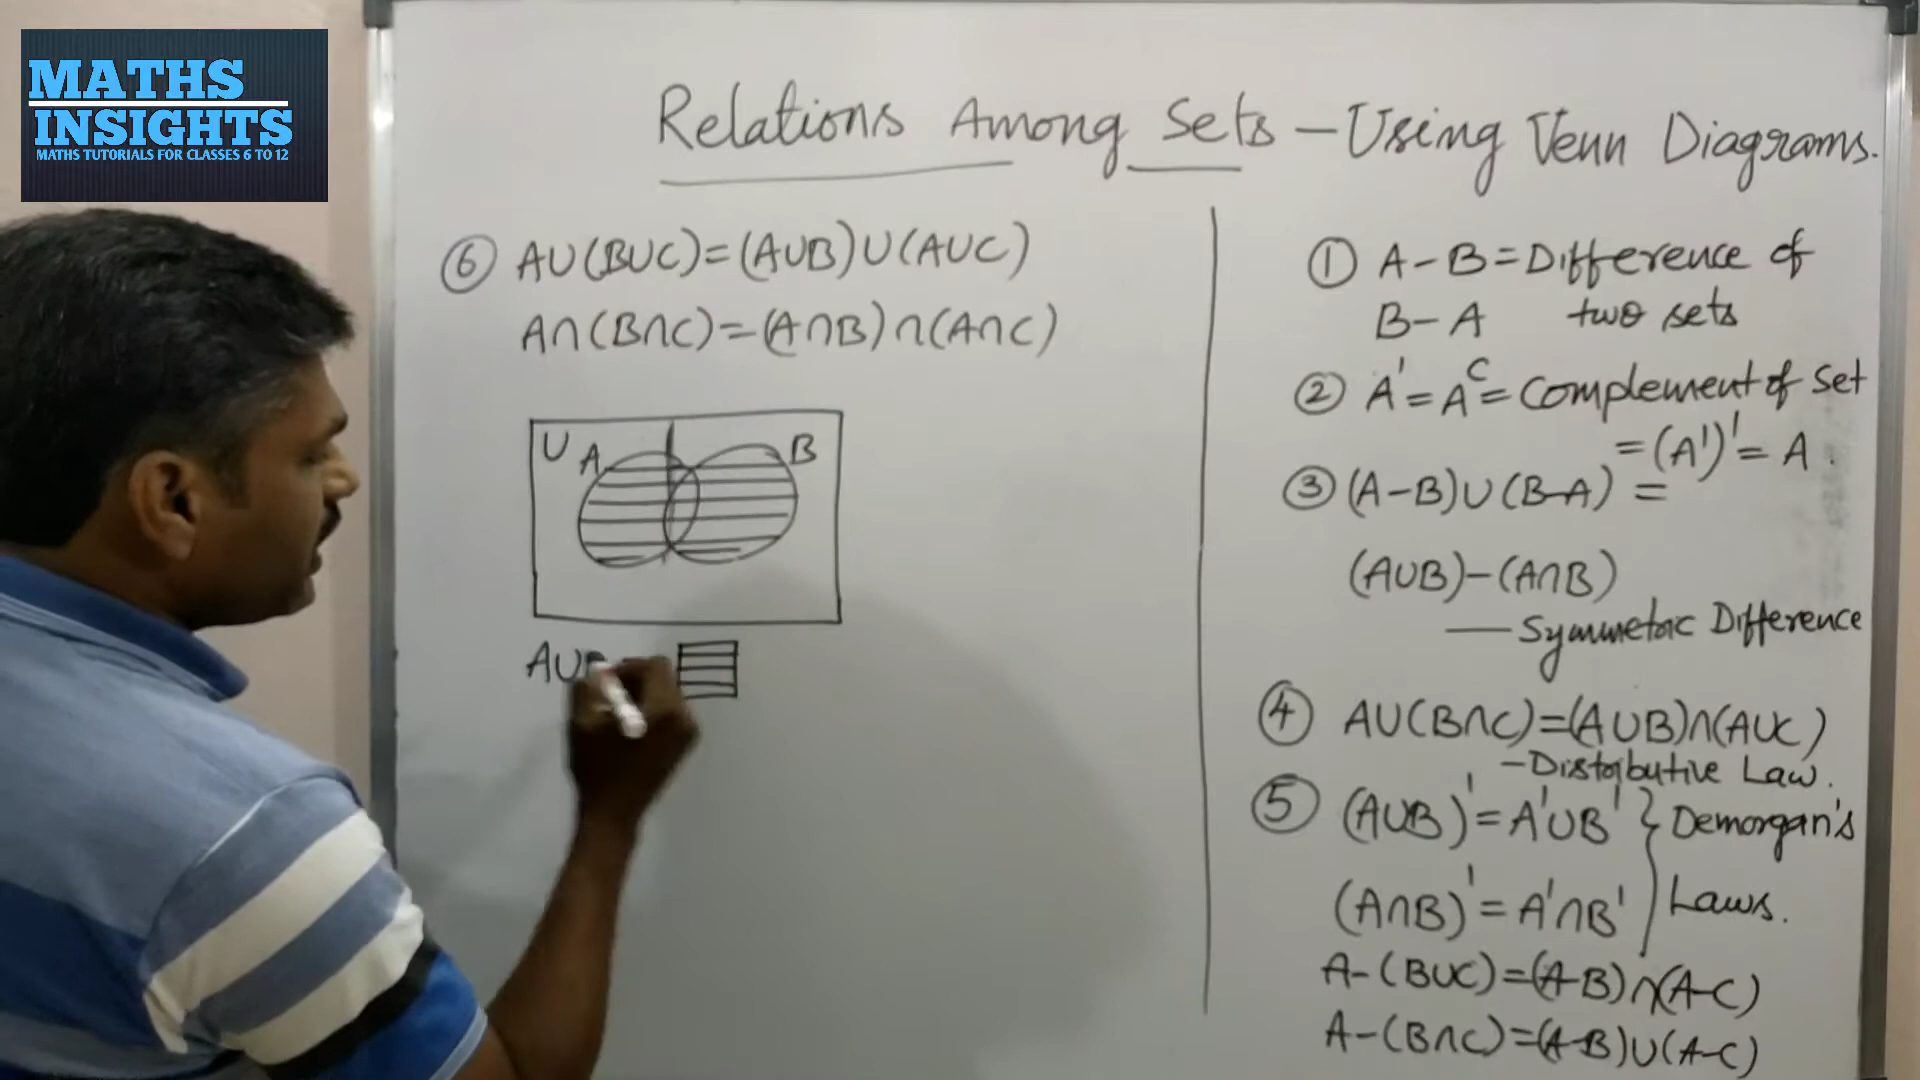 MATHS
INSIGHTS
MATHS TUTORIALS FOR CLASSES 6 TO 12
Relations Among Sets - Using Venn Diagrams.
⑥ A∪(B∪C)=(A∪B)∪(A∪C)
A∩(B∩C)=(A∩B)∩(A∩C)
U A B
A∪
① A-B=Difference of
B-A two sets
② A'=Aᶜ=Complement of Set
=(A')'=A.
③ (A-B)∪(B-A) =
(A∪B)-(A∩B)
— Symmetric Difference
④ A∪(B∩C)=(A∪B)∩(A∪C)
-Distributive Law.
⑤ (A∪B)'=A'∪B' } Demorgan's
(A∩B)'=A'∩B' Laws.
A-(B∪C)=(A-B)∩(A-C)
A-(B∩C)=(A-B)∪(A-C)